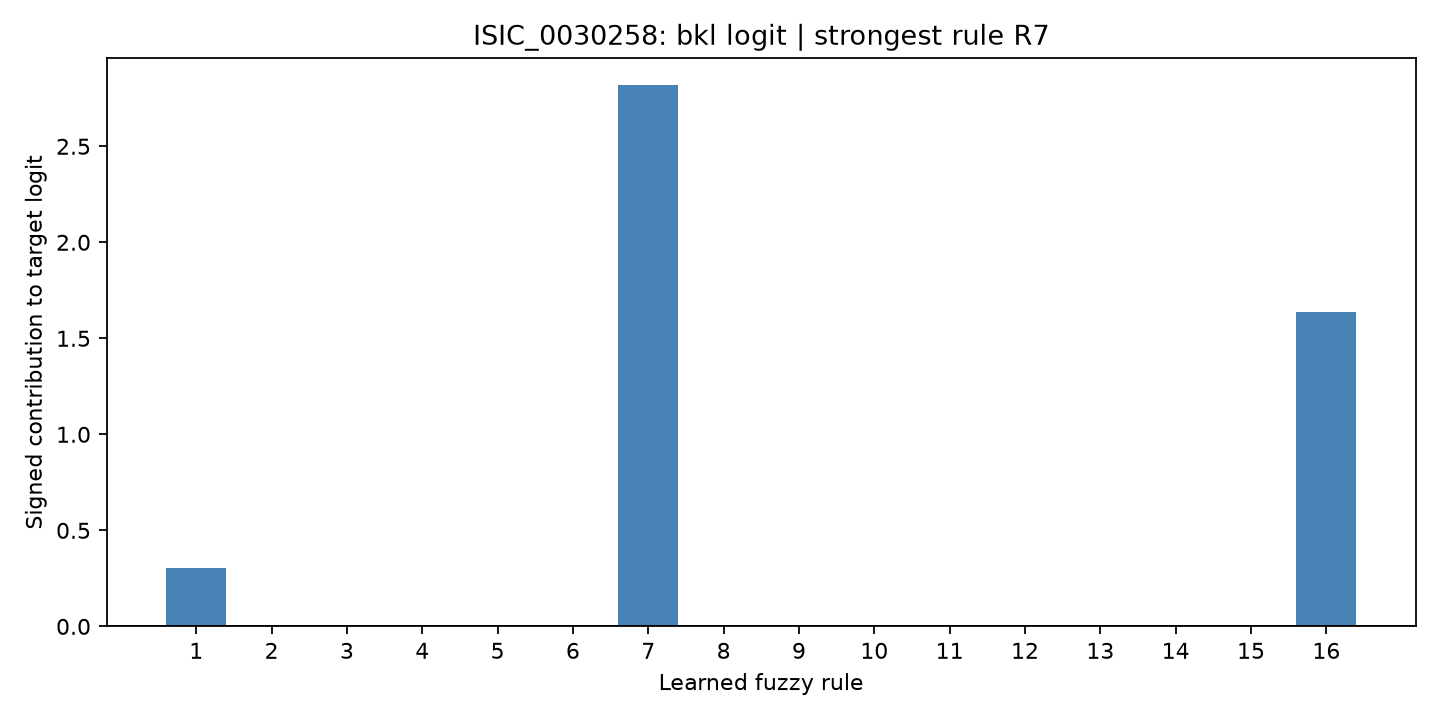 ISIC_0030258: bkl logit | strongest rule R7
Signed contribution to target logit
2.5
2.0
1.5
1.0
0.5
0.0
1 2 3 4 5 6 7 8 9 10 11 12 13 14 15 16
Learned fuzzy rule